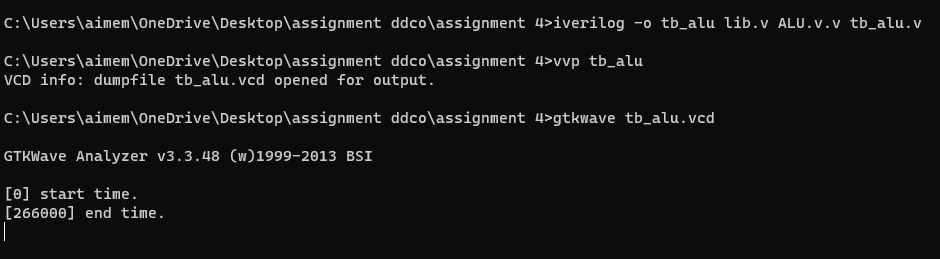 C:\Users\aimem\OneDrive\Desktop\assignment ddco\assignment 4>iverilog -o tb_alu lib.v ALU.v.v tb_alu.v
C:\Users\aimem\OneDrive\Desktop\assignment ddco\assignment 4>vvp tb_alu
VCD info: dumpfile tb_alu.vcd opened for output.
C:\Users\aimem\OneDrive\Desktop\assignment ddco\assignment 4>gtkwave tb_alu.vcd
GTKWave Analyzer v3.3.48 (w)1999-2013 BSI
[0] start time.
[266000] end time.